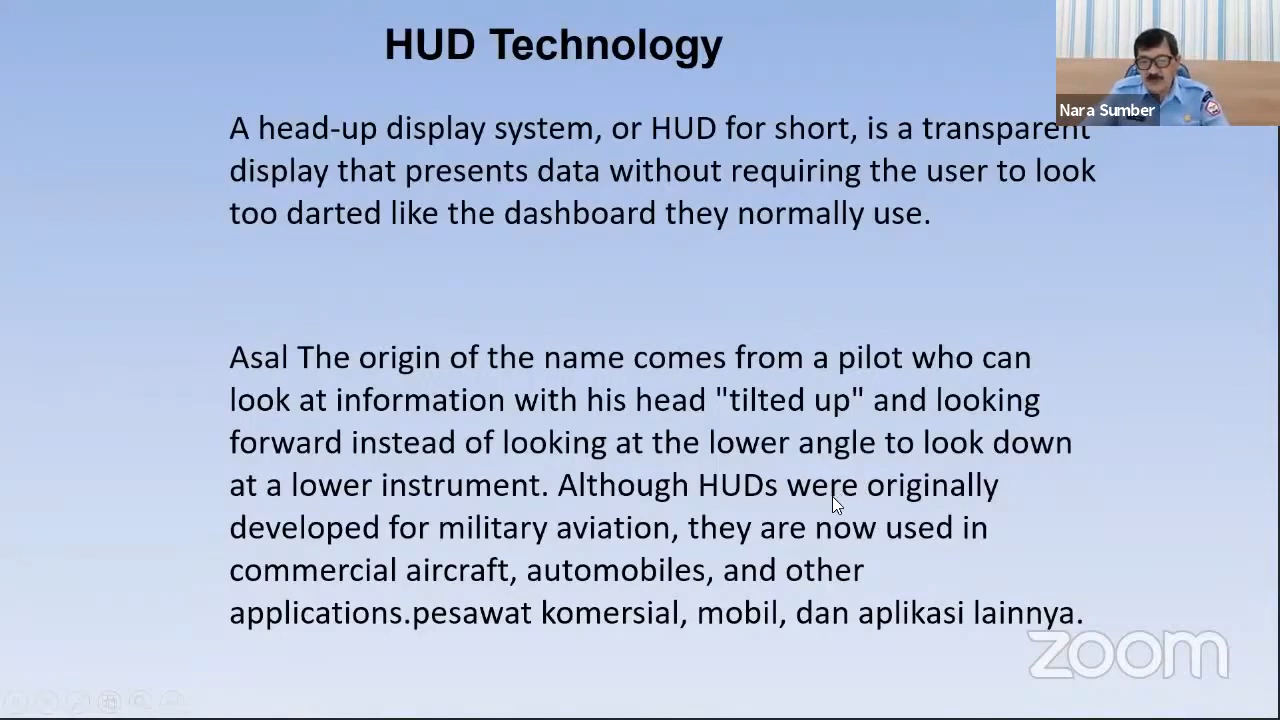 HUD Technology
Nara Sumber
A head-up display system, or HUD for short, is a transparent
display that presents data without requiring the user to look
too darted like the dashboard they normally use.
Asal The origin of the name comes from a pilot who can
look at information with his head "tilted up" and looking
forward instead of looking at the lower angle to look down
at a lower instrument. Although HUDs were originally
developed for military aviation, they are now used in
commercial aircraft, automobiles, and other
applications.pesawat komersial, mobil, dan aplikasi lainnya.
zoom